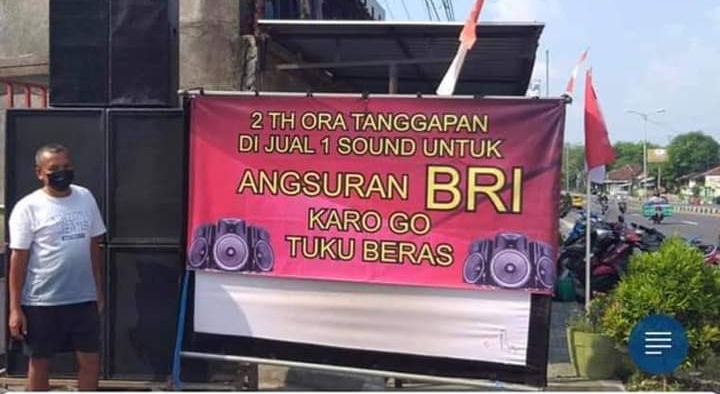 2 TH ORA TANGGAPAN
DI JUAL 1 SOUND UNTUK
ANGSURAN BRI
KARO GO
TUKU BERAS